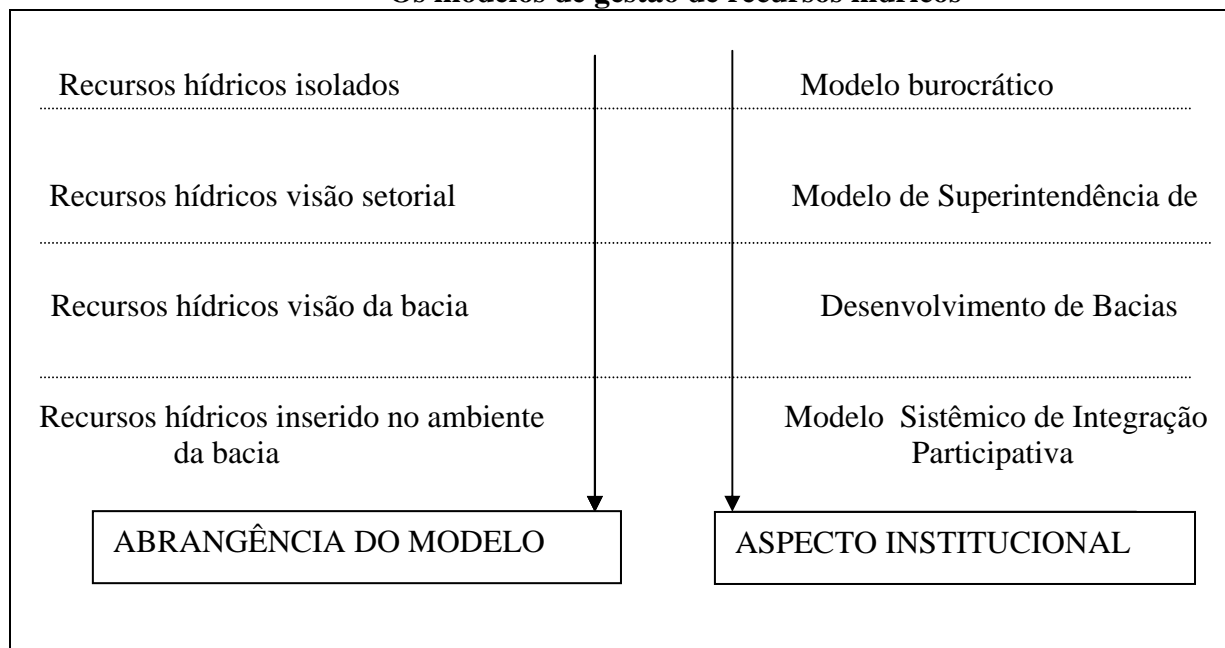 Os modelos de gestão de recursos hídricos
Recursos hídricos isolados
Modelo burocrático
Recursos hídricos visão setorial
Modelo de Superintendência de
Recursos hídricos visão da bacia
Desenvolvimento de Bacias
Recursos hídricos inserido no ambiente
da bacia
Modelo Sistêmico de Integração
Participativa
ABRANGÊNCIA DO MODELO
ASPECTO INSTITUCIONAL